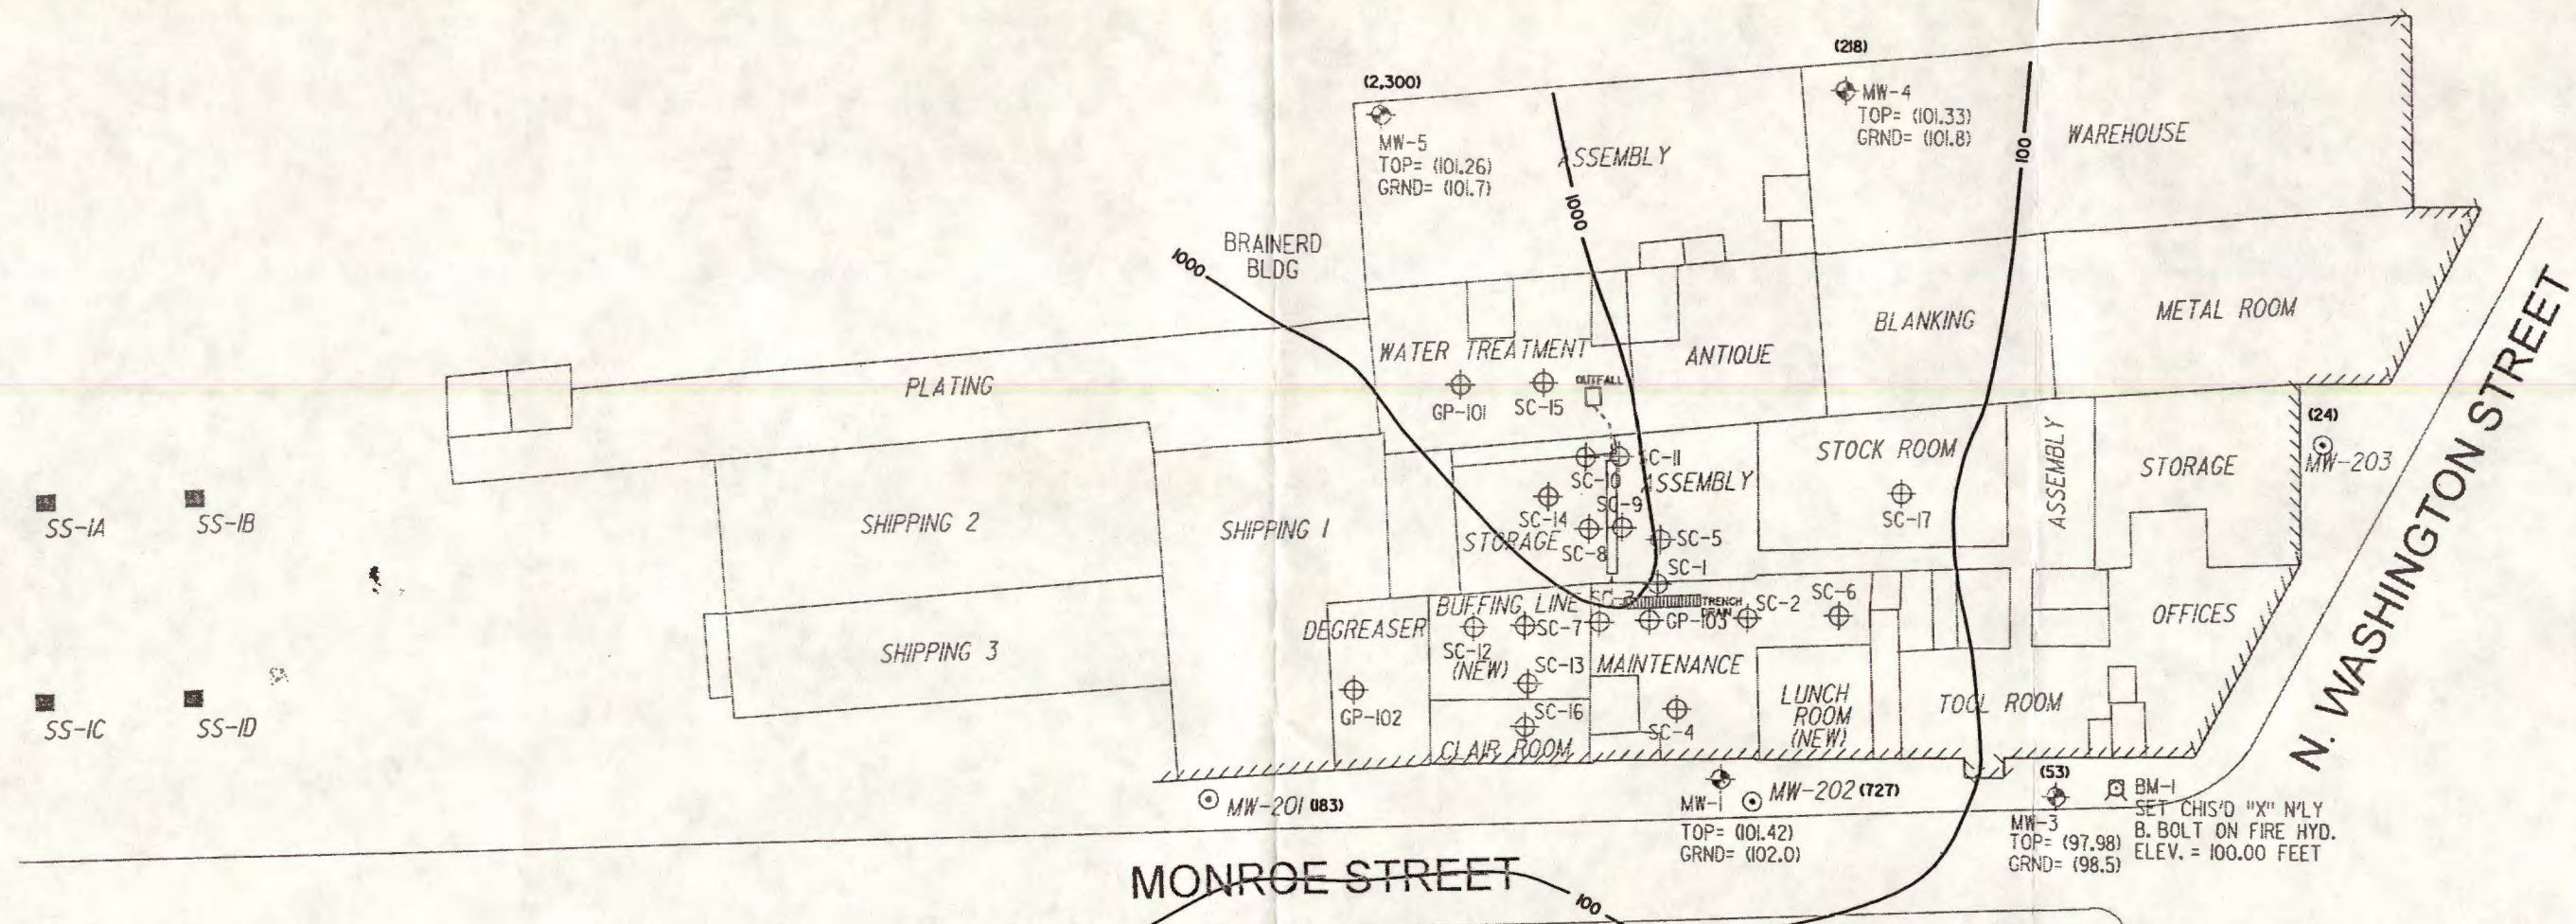 (2,300)
MW-5
TOP= (101.26)
GRND= (101.7)
(218)
MW-4
TOP= (101.33)
GRND= (101.8)
ASSEMBLY
1000
100
WAREHOUSE
BRAINERD
BLDG
1000
WATER TREATMENT
GP-101
SC-15
OUTFALL
ANTIQUE
BLANKING
METAL ROOM
PLATING
N. WASHINGTON STREET
(24)
MW-203
SS-1A
SS-1B
SHIPPING 2
SHIPPING 1
SC-11
SC-10
ASSEMBLY
SC-9
SC-14
STORAGE
SC-8
SC-5
SC-1
STOCK ROOM
SC-17
ASSEMBLY
STORAGE
SHIPPING 3
DEGREASER
GP-102
BUFFING LINE
SC-3
TRENCH
DRAIN
SC-12
(NEW)
SC-7
GP-103
SC-2
SC-6
SC-13
MAINTENANCE
SC-16
CLAIR ROOM
SC-4
LUNCH
ROOM
(NEW)
TOOL ROOM
OFFICES
SS-1C
SS-1D
MW-201 (183)
MW-1
TOP= (101.42)
GRND= (102.0)
MW-202 (727)
(53)
MW-3
TOP= (97.98)
GRND= (98.5)
BM-1
SET CHIS'D "X" N'LY
B. BOLT ON FIRE HYD.
ELEV. = 100.00 FEET
MONROE STREET
100